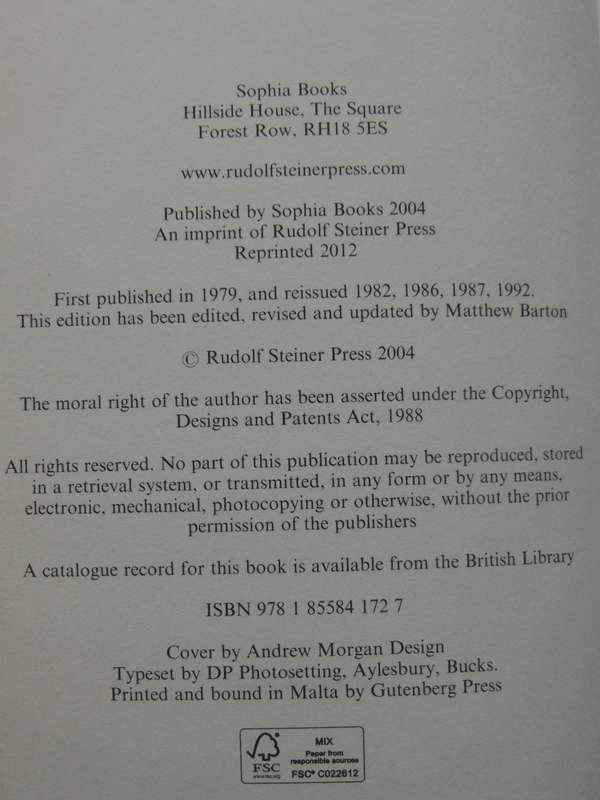 Sophia Books
Hillside House, The Square
Forest Row, RH18 5ES
www.rudolfsteinerpress.com
Published by Sophia Books 2004
An imprint of Rudolf Steiner Press
Reprinted 2012
First published in 1979, and reissued 1982, 1986, 1987, 1992.
This edition has been edited, revised and updated by Matthew Barton
© Rudolf Steiner Press 2004
The moral right of the author has been asserted under the Copyright,
Designs and Patents Act, 1988
All rights reserved. No part of this publication may be reproduced, stored
in a retrieval system, or transmitted, in any form or by any means,
electronic, mechanical, photocopying or otherwise, without the prior
permission of the publishers
A catalogue record for this book is available from the British Library
ISBN 978 1 85584 172 7
Cover by Andrew Morgan Design
Typeset by DP Photosetting, Aylesbury, Bucks.
Printed and bound in Malta by Gutenberg Press
FSC
www.fsc.org
MIX
Paper from
responsible sources
FSC® C022612